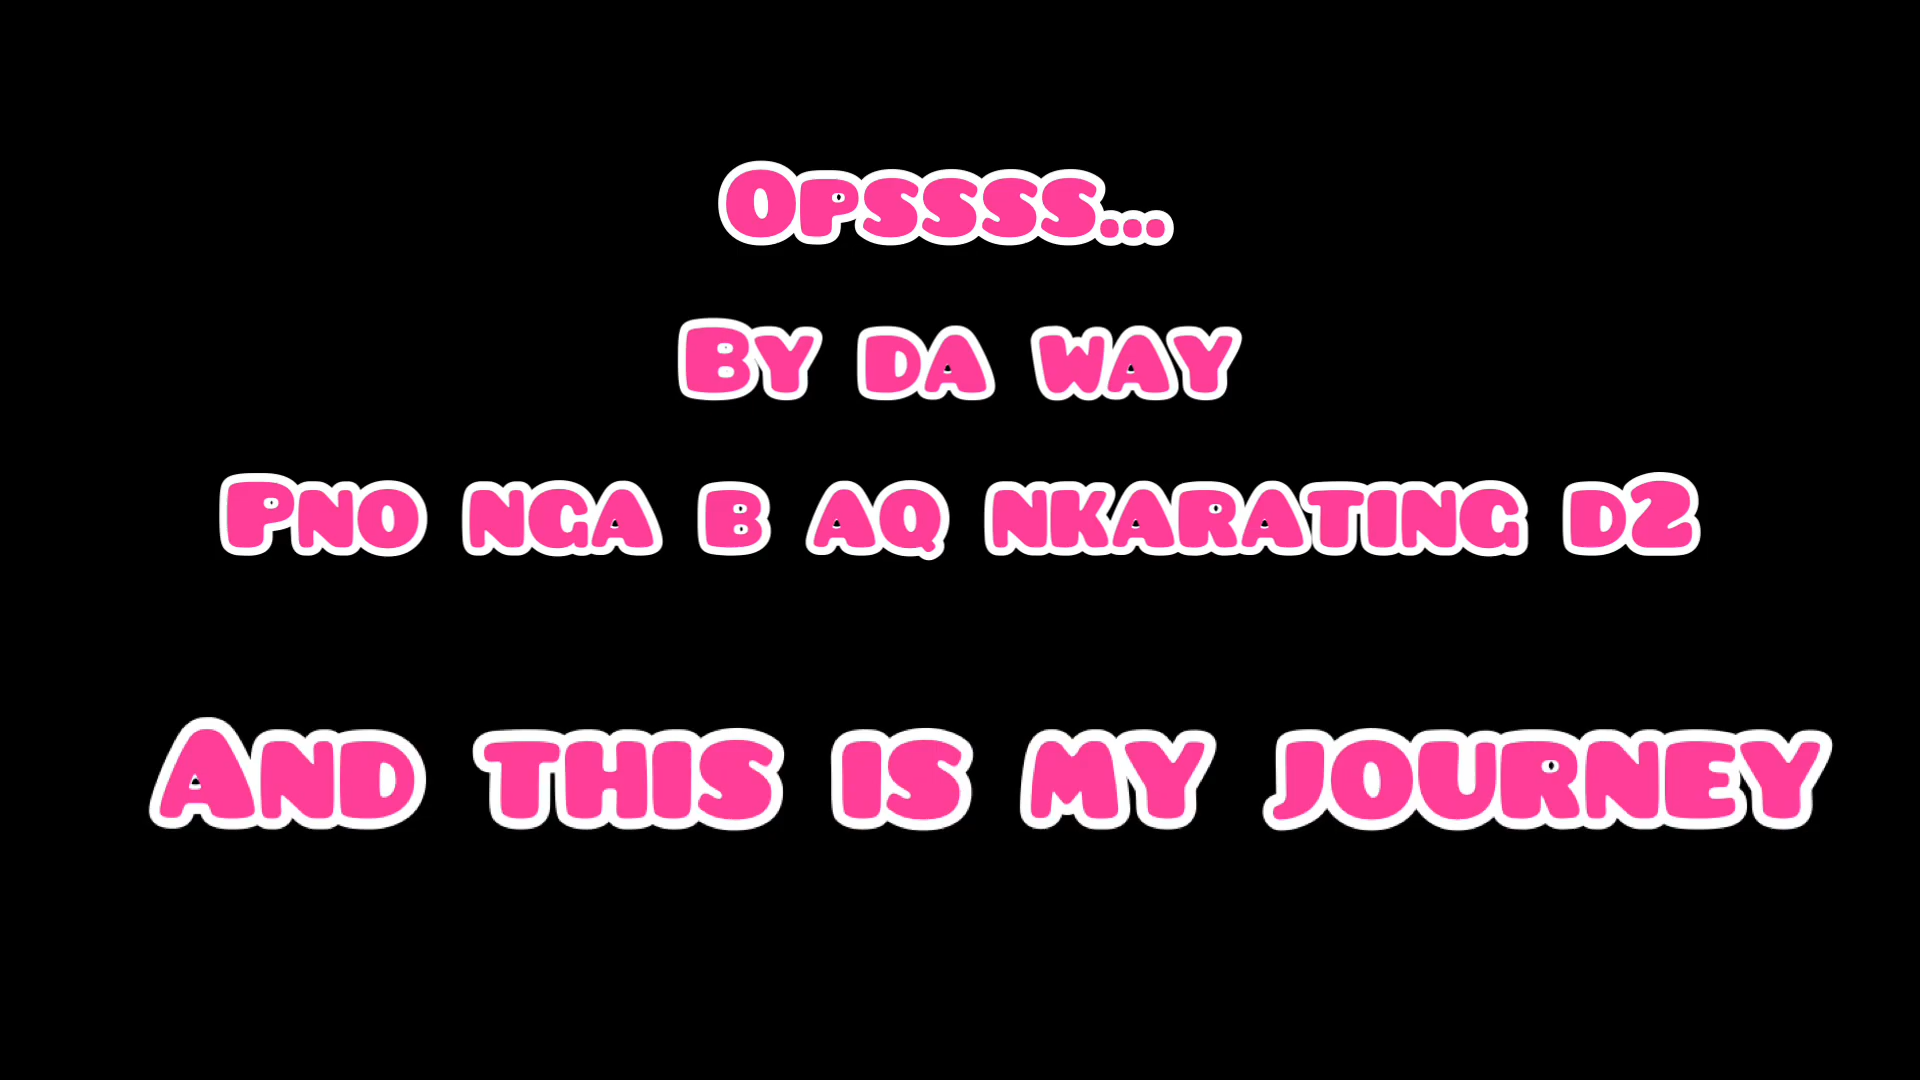 Opssss...
By da way
Pno nga b aq nkarating d2
And this is my journey